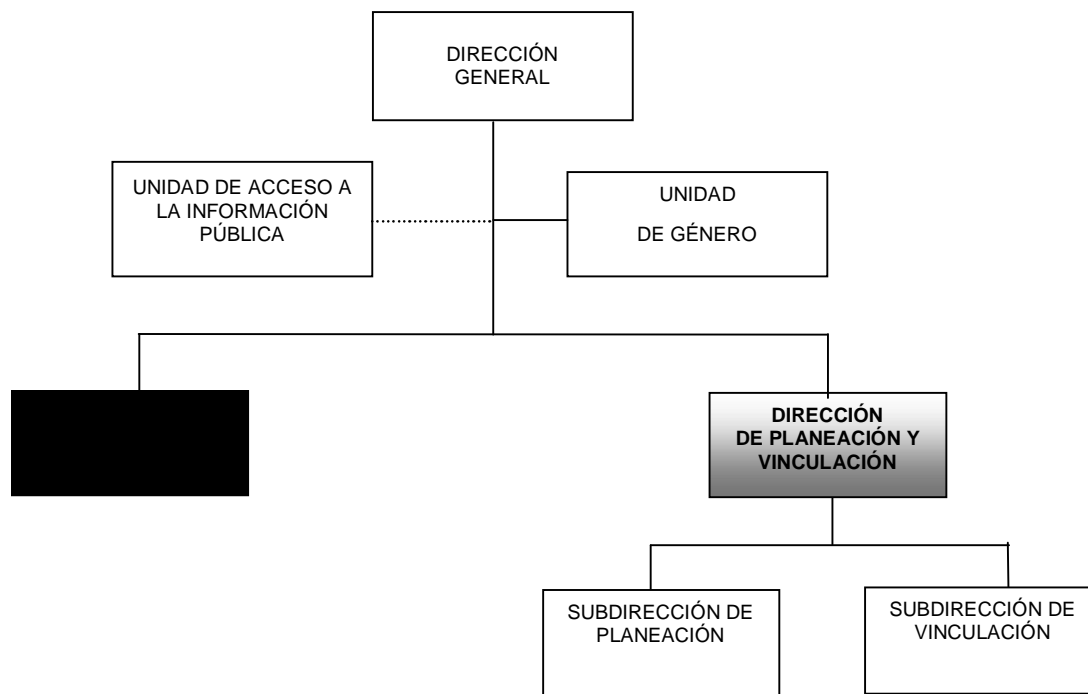 DIRECCIÓN
GENERAL
UNIDAD DE ACCESO A
LA INFORMACIÓN
PÚBLICA
UNIDAD
DE GÉNERO
DIRECCIÓN
DE PLANEACIÓN Y
VINCULACIÓN
SUBDIRECCIÓN DE
PLANEACIÓN
SUBDIRECCIÓN DE
VINCULACIÓN